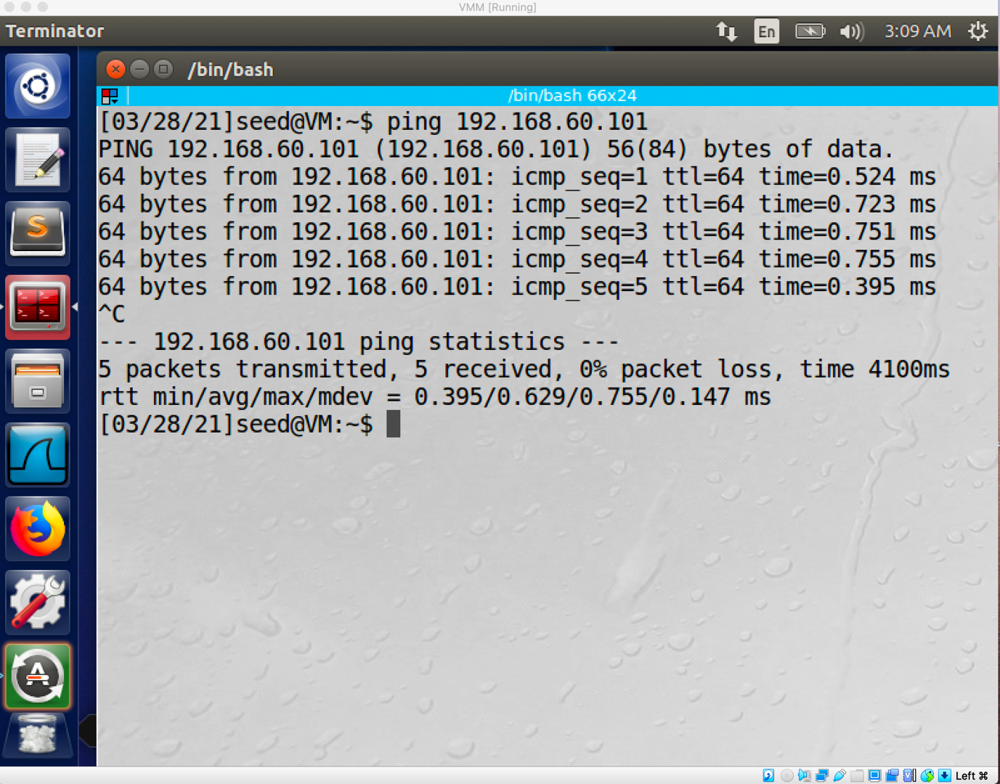 VMM [Running]
Terminator
En
3:09 AM
/bin/bash
/bin/bash 66x24
[03/28/21]seed@VM:~$ ping 192.168.60.101
PING 192.168.60.101 (192.168.60.101) 56(84) bytes of data.
64 bytes from 192.168.60.101: icmp_seq=1 ttl=64 time=0.524 ms
64 bytes from 192.168.60.101: icmp_seq=2 ttl=64 time=0.723 ms
64 bytes from 192.168.60.101: icmp_seq=3 ttl=64 time=0.751 ms
64 bytes from 192.168.60.101: icmp_seq=4 ttl=64 time=0.755 ms
64 bytes from 192.168.60.101: icmp_seq=5 ttl=64 time=0.395 ms
^C
--- 192.168.60.101 ping statistics ---
5 packets transmitted, 5 received, 0% packet loss, time 4100ms
rtt min/avg/max/mdev = 0.395/0.629/0.755/0.147 ms
[03/28/21]seed@VM:~$
Left ⌘